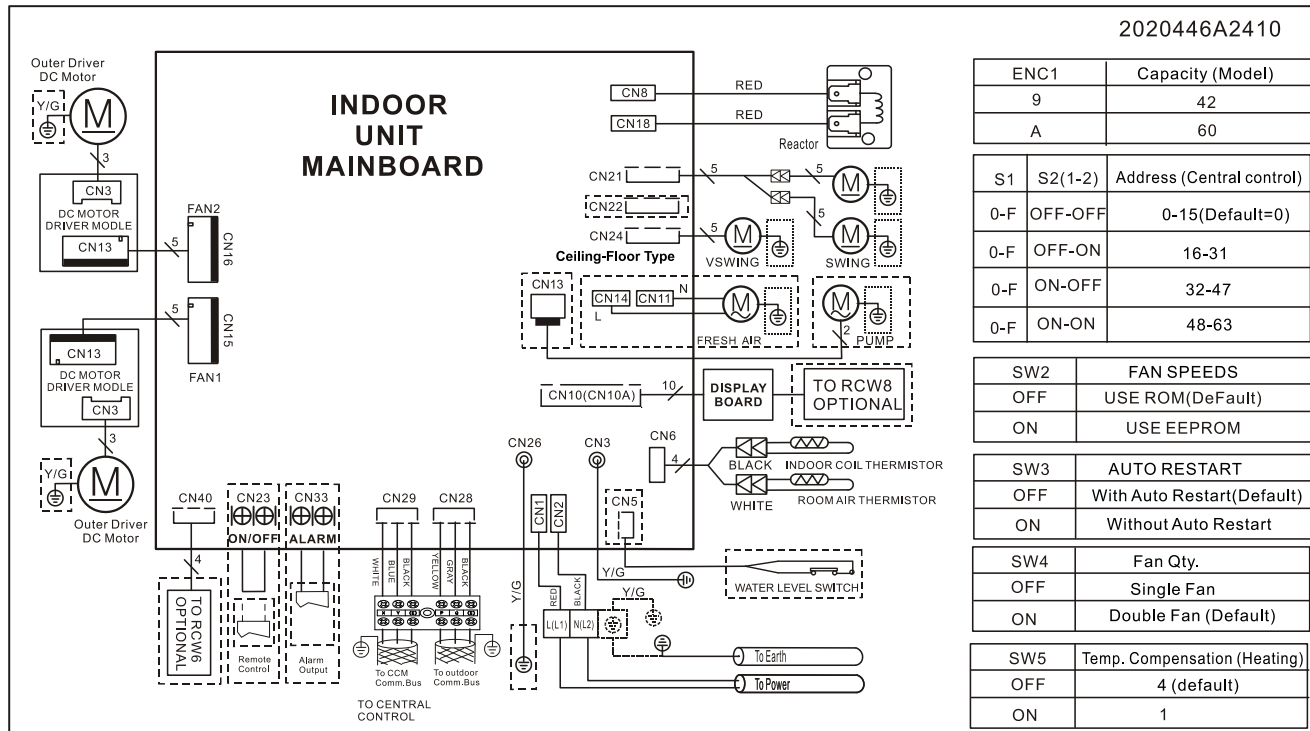 2020446A2410
INDOOR
UNIT
MAINBOARD
Outer Driver
DC Motor
Y/G
M
3
CN3
DC MOTOR
DRIVER MODLE
CN13
5
FAN2
CN16
5
CN15
FAN1
CN13
DC MOTOR
DRIVER MODLE
CN3
3
Y/G
M
Outer Driver
DC Motor
CN8
RED
CN18
RED
Reactor
CN21
5
5
M
CN22
5
CN24
5
M
M
VSWING
SWING
Ceiling-Floor Type
CN13
CN14
CN11
N
L
M
FRESH AIR
M
2
PUMP
CN10(CN10A)
10
DISPLAY
BOARD
TO RCW8
OPTIONAL
CN26
CN3
CN6
4
BLACK
INDOOR COIL THERMISTOR
WHITE
ROOM AIR THERMISTOR
CN1
CN2
CN5
WATER LEVEL SWITCH
CN40
CN23
CN33
CN29
CN28
ON/OFF
ALARM
4
TO RCW6
OPTIONAL
Remote
Control
Alarm
Output
WHITE
BLUE
BLACK
YELLOW
GRAY
BLACK
X Y E P Q E
To CCM
Comm.Bus
To outdoor
Comm.Bus
TO CENTRAL
CONTROL
Y/G
RED
BLACK
Y/G
Y/G
L(L1)
N(L2)
To Earth
To Power
ENC1 Capacity (Model)
9 42
A 60
S1 S2(1-2) Address (Central control)
0-F OFF-OFF 0-15(Default=0)
0-F OFF-ON 16-31
0-F ON-OFF 32-47
0-F ON-ON 48-63
SW2 FAN SPEEDS
OFF USE ROM(DeFault)
ON USE EEPROM
SW3 AUTO RESTART
OFF With Auto Restart(Default)
ON Without Auto Restart
SW4 Fan Qty.
OFF Single Fan
ON Double Fan (Default)
SW5 Temp. Compensation (Heating)
OFF 4 (default)
ON 1